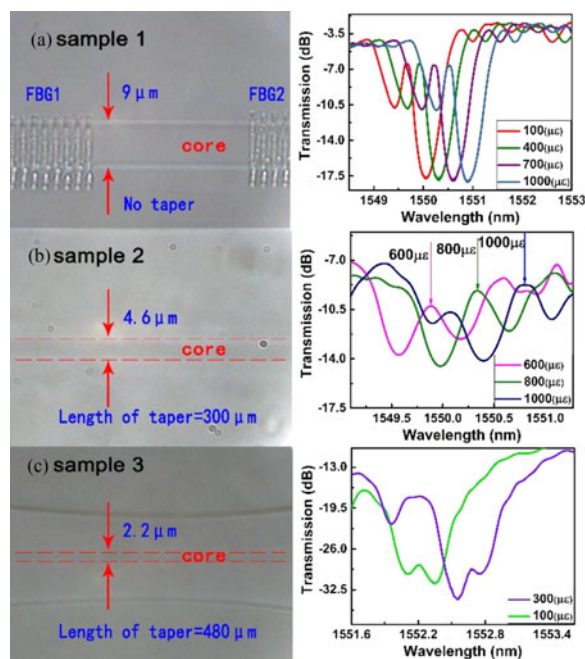 (a) sample 1
FBG1
9 μm
FBG2
core
No taper
Transmission (dB)
-3.5
-7.0
-10.5
-14.0
-17.5
100(με)
400(με)
700(με)
1000(με)
1549 1550 1551 1552 1553
Wavelength (nm)
(b) sample 2
4.6 μm
core
Length of taper=300 μm
Transmission (dB)
-7.0
-10.5
-14.0
-17.5
600με
800με
1000με
600(με)
800(με)
1000(με)
1549.5 1550.0 1550.5 1551.0
Wavelength (nm)
(c) sample 3
2.2 μm
core
Length of taper=480 μm
Transmission (dB)
-13.0
-19.5
-26.0
-32.5
300(με)
100(με)
1551.6 1552.2 1552.8 1553.4
Wavelength (nm)